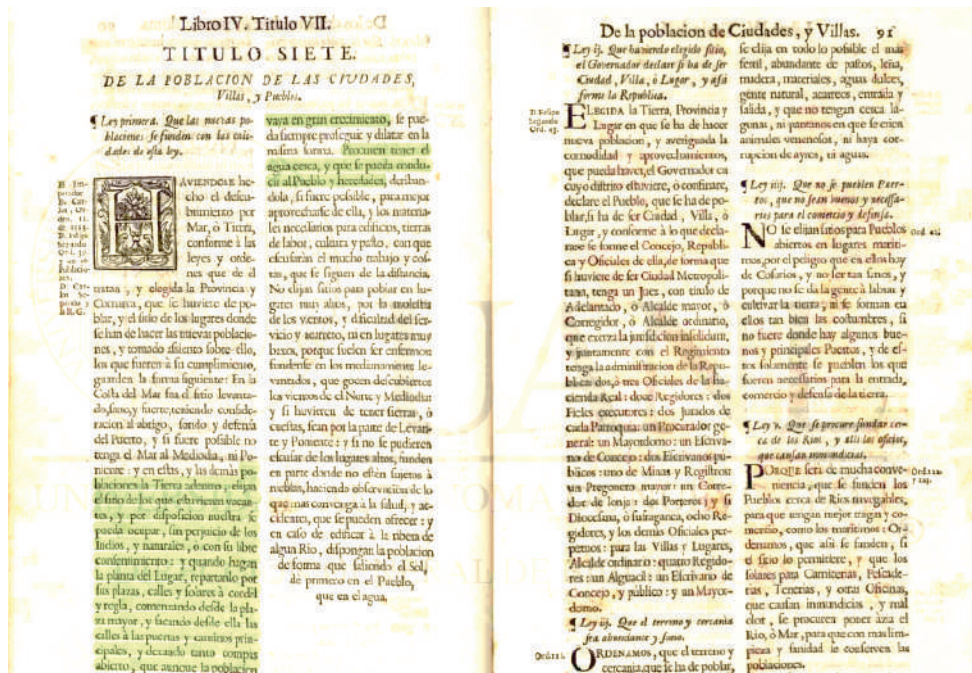 Libro IV. Titulo VII.
TITULO SIETE.
DE LA POBLACION DE LAS CIUDADES,
Villas, y Pueblos.
¶ Ley primera. Que las nuevas po-
blaciones se funden con las cali-
dades de esta ley.
HAVIENDOSE he-
cho el descu-
brimiento por
Mar, ò Tierra,
conforme à las
leyes y orde-
nes que de él
tratan, y elegida la Provincia y
Comarca, que se huviere de po-
blar, y el sitio de los lugares donde
se han de hacer las nuevas poblacio-
nes, y tomado assiento sobre ello,
los que fueren à su cumplimiento,
guarden la forma siguiente: En la
Costa del Mar sea el sitio levanta-
do, sano, y fuerte, teniendo conside-
racion al abrigo, fondo y defensa
del Puerto, y si fuere possible no
tenga el Mar al Mediodia, ni Po-
niente: y en estas, y las demàs po-
blaciones la Tierra adentro, elijan
el sitio de los que estuvieren vacan-
tes, y por disposicion nuestra se
pueda ocupar, sin perjuicio de los
Indios, y naturales, ò con su libre
consentimiento: y quando hagan
la planta del Lugar, repartanlo por
sus plazas, calles y solares à cordèl
y regla, comenzando desde la pla-
za mayor, y sacando desde ella las
calles à las puertas y caminos prin-
cipales, y dexando tanto compás
abierto, que aunque la poblacion
vaya en gran crecimiento, se pue-
da siempre proseguir y dilatar en la
misma forma. Procuren tener el
agua cerca, y que se pueda condu-
cir al Pueblo y heredades, derivan-
dola, si fuere possible, para mejor
aprovecharse de ella, y los materia-
les necessarios para edificios, tierras
de labor, cultura y pasto, con que
escusarán el mucho trabajo y cos-
tas, que se siguen de la distancia.
No elijan sitios para poblar en lu-
gares muy altos, por la molestia
de los vientos, y dificultad del ser-
vicio y acarreto, ni en lugares muy
baxos, porque suelen ser enfermos:
fundense en los medianamente le-
vantados, que gocen descubiertos
los vientos de el Norte y Mediodia:
y si huvieren de tener sierras, ò
cuestas, sean por la parte de Levan-
te y Poniente: y si no se pudieren
escusar de los lugares altos, funden
en parte donde no estén sujetos à
nieblas, haciendo observacion de lo
que mas convenga à la salud, y ac-
cidentes, que se pueden ofrecer: y
en caso de edificar à la ribera de
algun Rio, dispongan la poblacion
de forma que saliendo el Sol,
dè primero en el Pueblo,
que en el agua.
De la poblacion de Ciudades, y Villas. 91
¶ Ley ij. Que haviendo elegido sitio,
el Governador declare si ha de ser
Ciudad, Villa, ò Lugar, y assi
forme la Republica.
D. Felipe
Segundo
Ord. 43.
ELEGIDA la Tierra, Provincia y
Lugar en que se ha de hacer
nueva poblacion, y averiguada la
comodidad y aprovechamientos,
que pueda haver, el Governador en
cuyo distrito estuviere, ò confinare,
declare el Pueblo, que se ha de po-
blar, si ha de ser Ciudad, Villa, ò
Lugar, y conforme à lo que decla-
rare se forme el Concejo, Republi-
ca y Oficiales de ella, de forma que
si huviere de ser Ciudad Metropoli-
tana, tenga un Juez, con titulo de
Adelantado, ò Alcalde mayor, ò
Corregidor, ò Alcalde ordinario,
que exerza la jurisdicion insolidum,
y juntamente con el Regimiento
tenga la administracion de la Repu-
blica: dos, ò tres Oficiales de la ha-
cienda Real: doce Regidores: dos
Fieles executores: dos Jurados de
cada Parroquia: un Procurador ge-
neral: un Mayordomo: un Escriva-
no de Concejo: dos Escrivanos pu-
blicos: uno de Minas y Registros:
un Pregonero mayor: un Corre-
dor de lonja: dos Porteros; y si
Diocesana, ò sufraganea, ocho Re-
gidores, y los demàs Oficiales per-
petuos: para las Villas y Lugares,
Alcalde ordinario: quatro Regido-
res: un Alguacil: un Escrivano de
Concejo, y público: y un Mayor-
domo.
¶ Ley iij. Que el terreno y cercania
sea abundante y sano.
Ord. 111.
ORDENAMOS, que el terreno y
cercania, que se ha de poblar,
se elija en todo lo possible el mas
fertil, abundante de pastos, leña,
madera, materiales, aguas dulces,
gente natural, acarreos, entrada y
salida, y que no tengan cerca la-
gunas, ni pantanos en que se crien
animales venenosos, ni haya cor-
rupcion de ayres, ni aguas.
¶ Ley iiij. Que no se pueblen Puer-
tos, que no sean buenos y necessa-
rios para el comercio y defensa.
NO se elijan sitios para Pueblos
abiertos en lugares mariti-
mos, por el peligro que en ellos hay
de Cosarios, y no ser tan sanos, y
porque no se dà la gente à labrar y
cultivar la tierra, ni se forman en
ellos tan bien las costumbres, si
no fuere donde hay algunos bue-
nos y principales Puertos, y de es-
tos solamente se pueblen los que
fueren necessarios para la entrada,
comercio y defensa de la tierra.
¶ Ley v. Que se procure fundar cer-
ca de los Rios, y alli los oficios,
que causan inmundicias.
PORQUE será de mucha conve-
niencia, que se funden los
Pueblos cerca de Rios navegables,
para que tengan mejor tragin y co-
mercio, como los maritimos: Or-
denamos, que assi se funden, si
el sitio lo permitiere, y que los
solares para Carnicerias, Pescade-
rias, Tenerias, y otras Oficinas,
que causan inmundicias, y mal
olor, se procuren poner àzia el
Rio, ò Mar, para que con mas lim-
pieza y sanidad se conserven las
poblaciones.